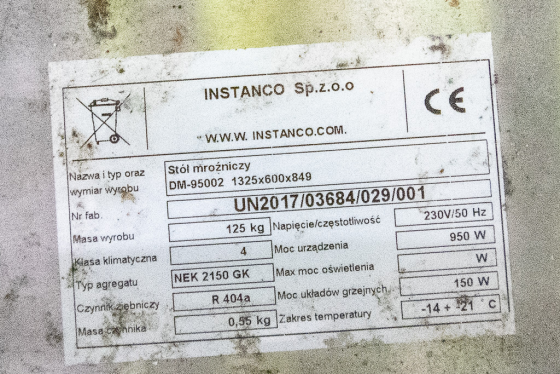 INSTANCO Sp.z.o.o
CE
"W.W.W. INSTANCO.COM.
Nazwa i typ oraz wymiar wyrobu
Stół mroźniczy
DM-95002 1325x600x849
Nr fab.
UN2017/03684/029/001
Masa wyrobu 125 kg Napięcie/częstotliwość 230V/50 Hz
Klasa klimatyczna 4 Moc urządzenia 950 W
Typ agregatu NEK 2150 GK Max moc oświetlenia W
Czynnik ziębniczy R 404a Moc układów grzejnych 150 W
Masa czynnika 0,55 kg Zakres temperatury -14 + -21 C